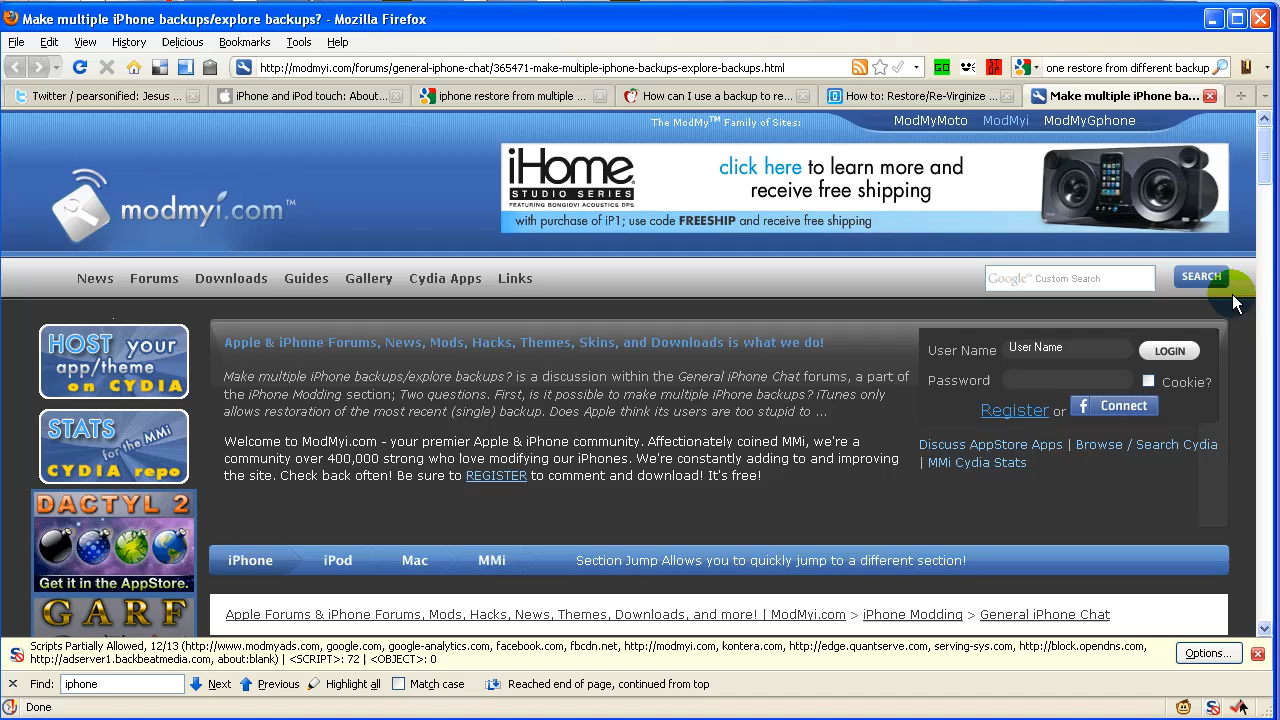 Make multiple iPhone backups/explore backups? - Mozilla Firefox
File Edit View History Delicious Bookmarks Tools Help
http://modmyi.com/forums/general-iphone-chat/365471-make-multiple-iphone-backups-explore-backups.html
one restore from different backup
Twitter / pearsonified: Jesus ...
iPhone and iPod touch: About...
iphone restore from multiple ...
How can I use a backup to re...
How to: Restore/Re-Virginize ...
Make multiple iPhone ba...
The ModMy™ Family of Sites:
ModMyMoto ModMyi ModMyGphone
modmyi.com™
iHome
STUDIO SERIES
FEATURING BONGIOVI ACOUSTICS DPS
click here to learn more and
receive free shipping
with purchase of iP1; use code FREESHIP and receive free shipping
News Forums Downloads Guides Gallery Cydia Apps Links
Google™ Custom Search
SEARCH
HOST your
app/theme
on CYDIA
STATS
for the MMi
CYDIA repo
DACTYL 2
Get it in the AppStore.
GARF
Apple & iPhone Forums, News, Mods, Hacks, Themes, Skins, and Downloads is what we do!
Make multiple iPhone backups/explore backups? is a discussion within the General iPhone Chat forums, a part of
the iPhone Modding section; Two questions. First, is it possible to make multiple iPhone backups? iTunes only
allows restoration of the most recent (single) backup. Does Apple think its users are too stupid to ...
Welcome to ModMyi.com - your premier Apple & iPhone community. Affectionately coined MMi, we're a
community over 400,000 strong who love modifying our iPhones. We're constantly adding to and improving
the site. Check back often! Be sure to REGISTER to comment and download! It's free!
User Name User Name LOGIN
Password Cookie?
Register or f Connect
Discuss AppStore Apps | Browse / Search Cydia
| MMi Cydia Stats
iPhone iPod Mac MMi Section Jump Allows you to quickly jump to a different section!
Apple Forums & iPhone Forums, Mods, Hacks, News, Themes, Downloads, and more! | ModMyi.com > iPhone Modding > General iPhone Chat
Scripts Partially Allowed, 12/13 (http://www.modmyads.com, google.com, google-analytics.com, facebook.com, fbcdn.net, http://modmyi.com, kontera.com, http://edge.quantserve.com, serving-sys.com, http://block.opendns.com,
http://adserver1.backbeatmedia.com, about:blank) | <SCRIPT>: 72 | <OBJECT>: 0
Options...
Find: iphone Next Previous Highlight all Match case Reached end of page, continued from top
Done